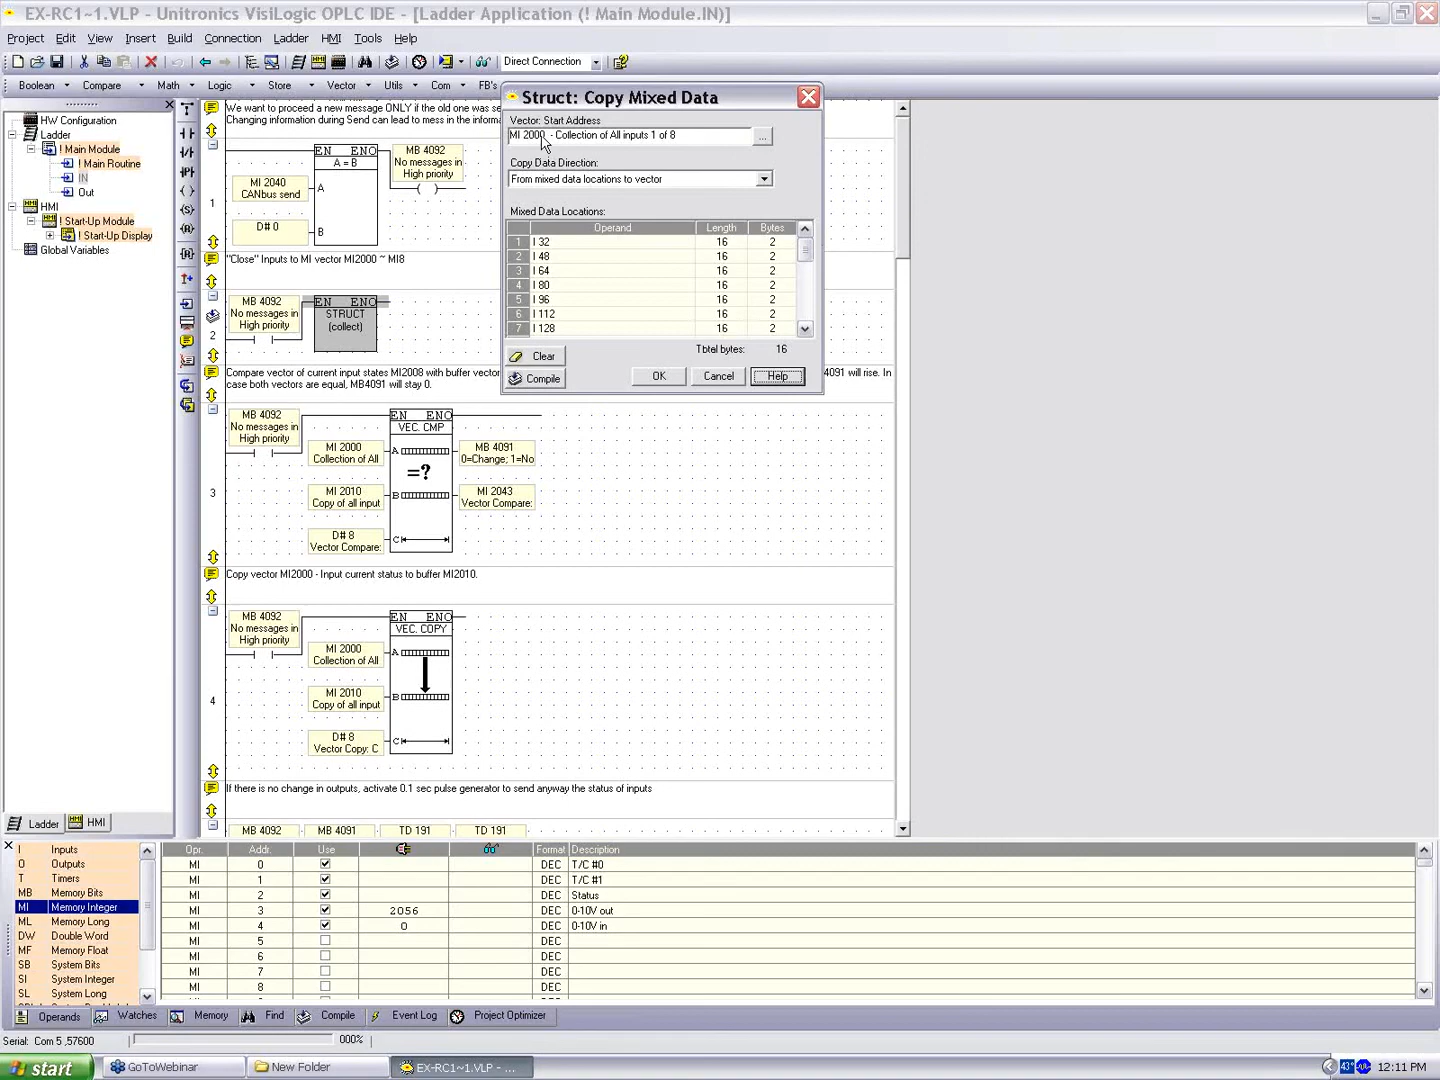 EX-RC1~1.VLP - Unitronics VisiLogic OPLC IDE - [Ladder Application (! Main Module.IN)]
Project Edit View Insert Build Connection Ladder HMI Tools Help
Direct Connection
Boolean Compare Math Logic Store Vector Utils Com FB's
HW Configuration
Ladder
! Main Module
! Main Routine
IN
Out
HMI
! Start-Up Module
! Start-Up Display
Global Variables
Ladder HMI
We want to proceed a new message ONLY if the old one was se
Changing information during Send can lead to mess in the informa
1
EN ENO
A = B
MI 2040
CANbus send
A
D# 0
B
MB 4092
No messages in
High priority
"Close" Inputs to MI vector MI2000 ~ MI8
2
MB 4092
No messages in
High priority
EN ENO
STRUCT
(collect)
Compare vector of current input states MI2008 with buffer vector
4091 will rise. In
case both vectors are equal, MB4091 will stay 0.
3
MB 4092
No messages in
High priority
EN ENO
VEC. CMP
MI 2000
Collection of All
A
MB 4091
0=Change; 1=No
=?
MI 2010
Copy of all input
B
MI 2043
Vector Compare:
D# 8
Vector Compare:
C
Copy vector MI2000 - Input current status to buffer MI2010.
4
MB 4092
No messages in
High priority
EN ENO
VEC. COPY
MI 2000
Collection of All
A
MI 2010
Copy of all input
B
D# 8
Vector Copy: C
C
If there is no change in outputs, activate 0.1 sec pulse generator to send anyway the status of inputs
MB 4092 MB 4091 TD 191 TD 191
Struct: Copy Mixed Data
Vector: Start Address
MI 2000 - Collection of All inputs 1 of 8
...
Copy Data Direction:
From mixed data locations to vector
Mixed Data Locations:
Operand Length Bytes
1 I 32 16 2
2 I 48 16 2
3 I 64 16 2
4 I 80 16 2
5 I 96 16 2
6 I 112 16 2
7 I 128 16 2
Total bytes: 16
Clear
Compile OK Cancel Help
I Inputs
O Outputs
T Timers
MB Memory Bits
MI Memory Integer
ML Memory Long
DW Double Word
MF Memory Float
SB System Bits
SI System Integer
SL System Long
Opr. Addr. Use Format Description
MI 0 DEC T/C #0
MI 1 DEC T/C #1
MI 2 DEC Status
MI 3 2056 DEC 0-10V out
MI 4 0 DEC 0-10V in
MI 5 DEC
MI 6 DEC
MI 7 DEC
MI 8 DEC
Operands Watches Memory Find Compile Event Log Project Optimizer
Serial: Com 5 ,57600 000%
start GoToWebinar New Folder EX-RC1~1.VLP - ... 43° 12:11 PM